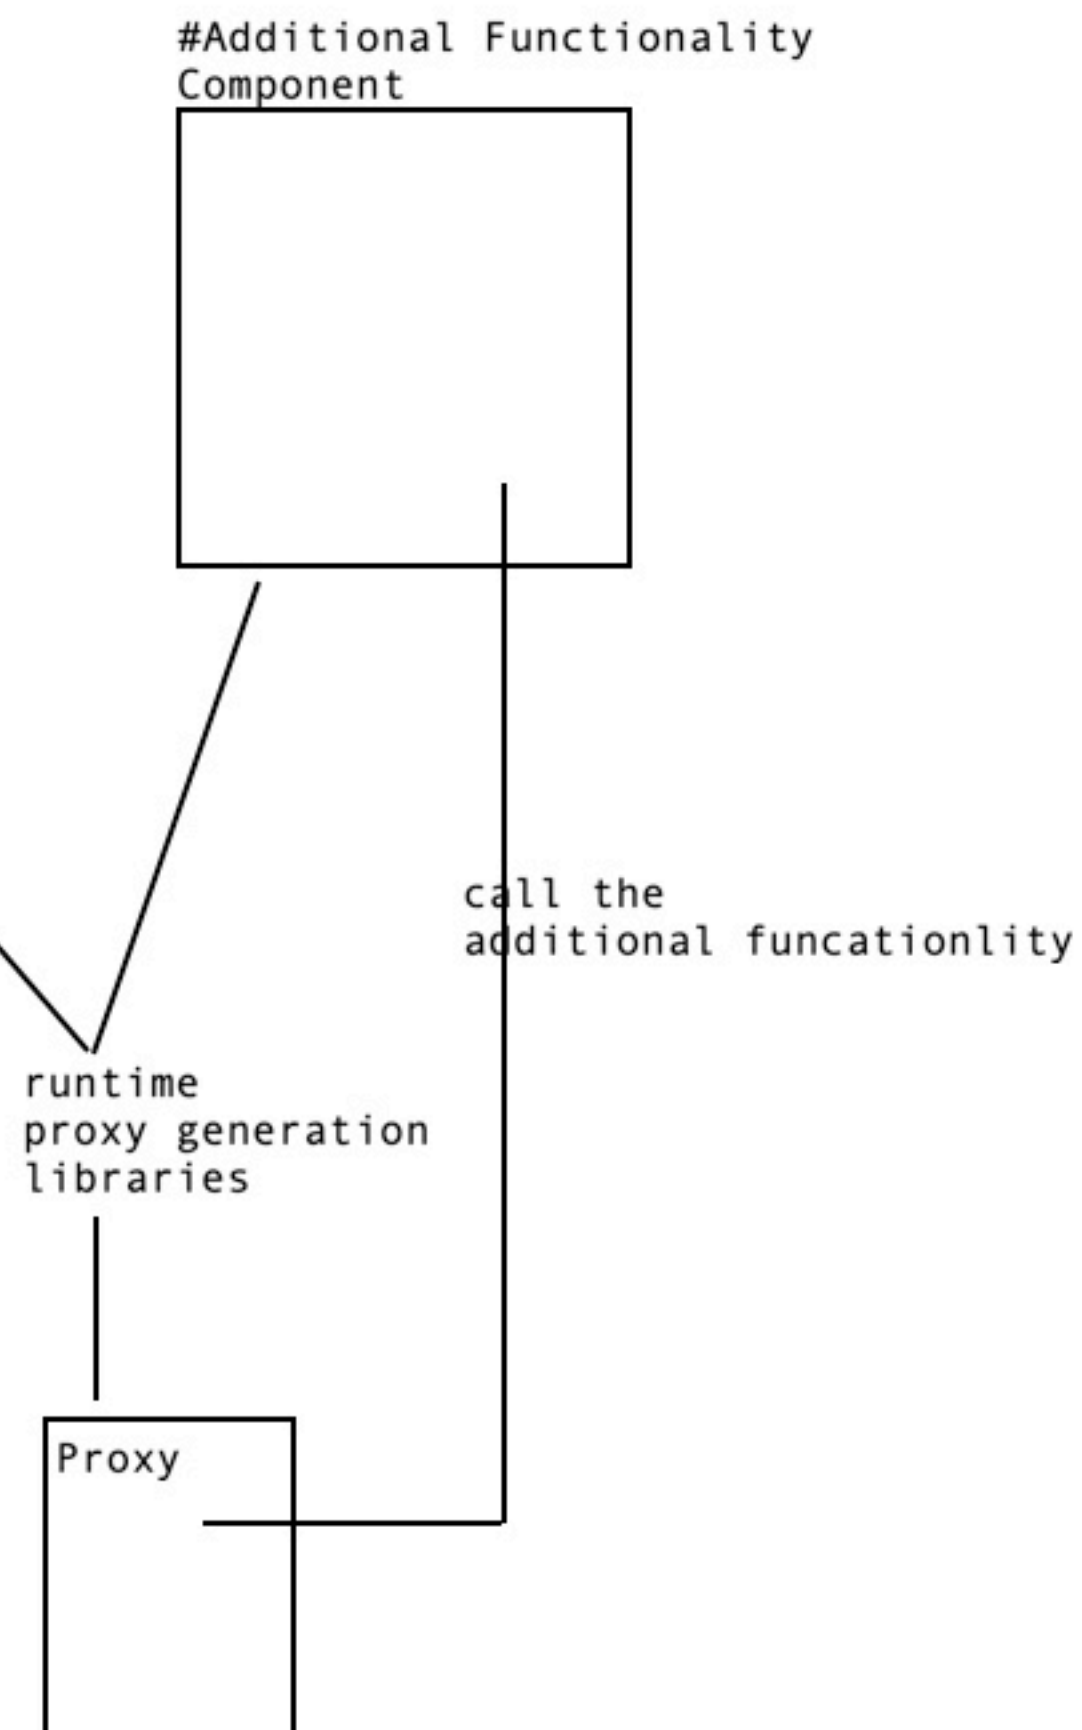 #Additional Functionality
Component
call the
additional funcationlity
runtime
proxy generation
libraries
Proxy